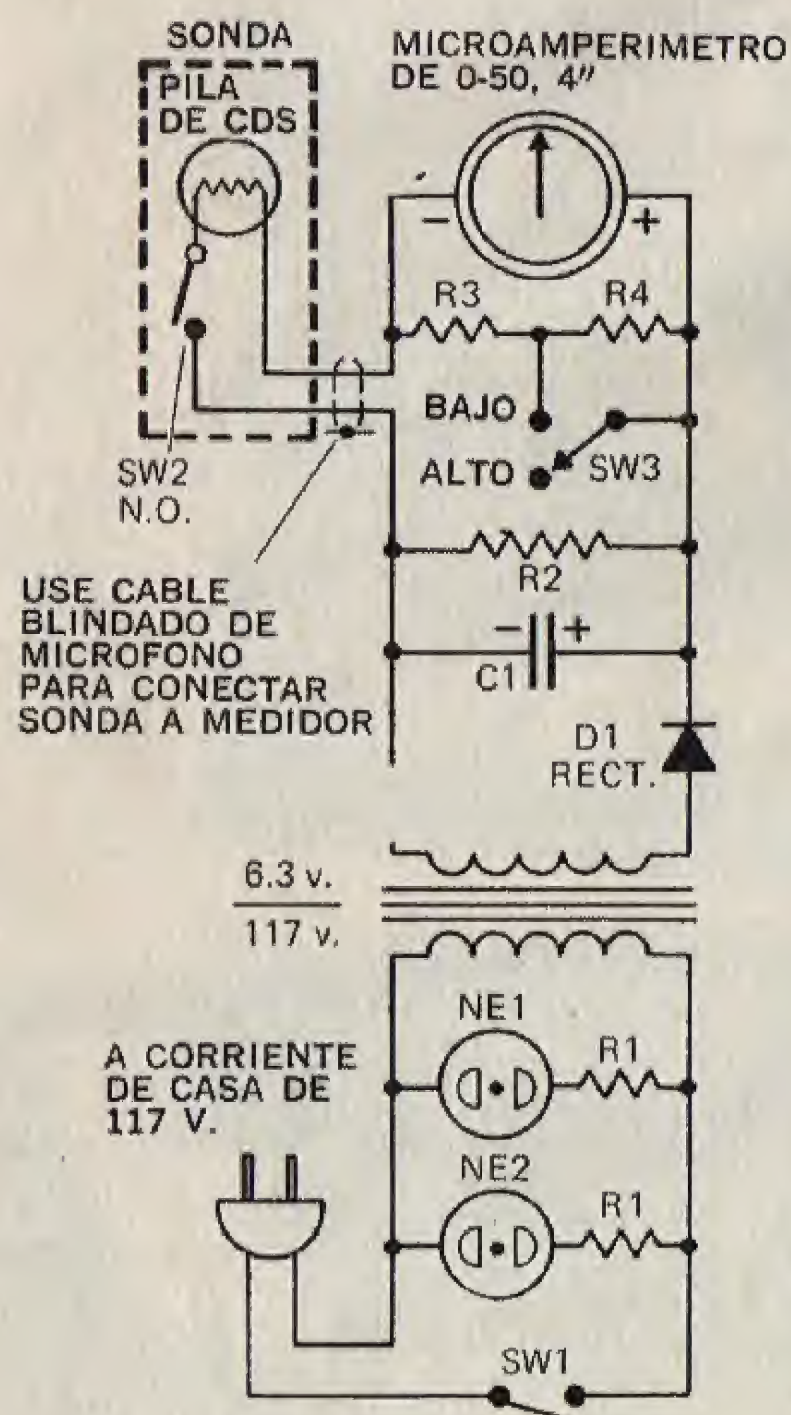 SONDA
MICROAMPERIMETRO
DE 0-50, 4"
PILA
DE CDS
- +
R3
R4
BAJO
ALTO
SW3
SW2
N.O.
R2
USE CABLE
BLINDADO DE
MICROFONO
PARA CONECTAR
SONDA A MEDIDOR
- +
C1
D1
RECT.
6.3 v.
117 v.
NE1
R1
A CORRIENTE
DE CASA DE
117 V.
NE2
R1
SW1